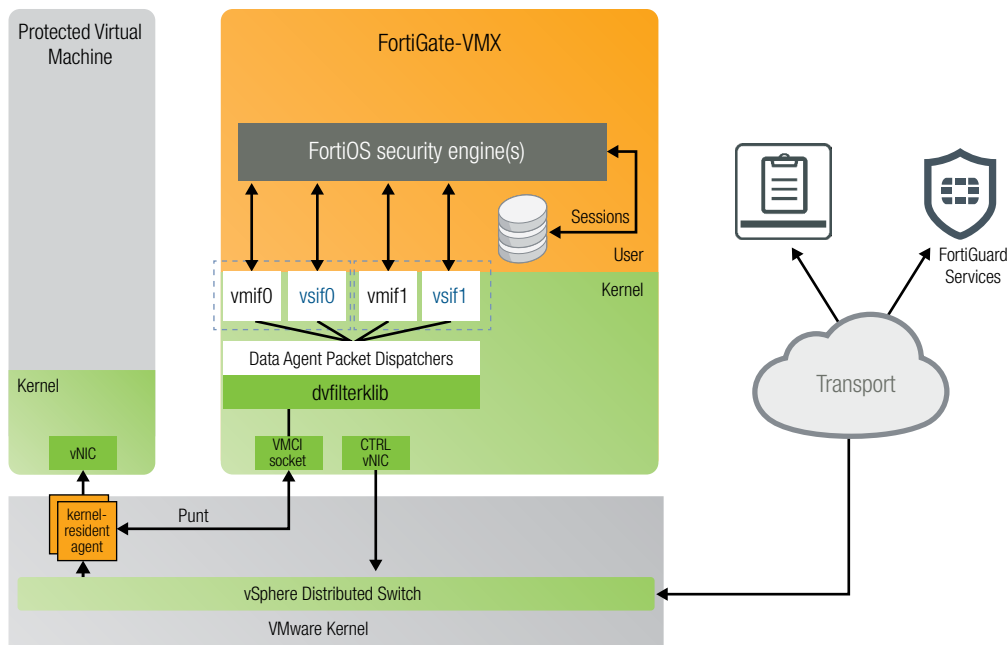 Protected Virtual
Machine
FortiGate-VMX
FortiOS security engine(s)
Sessions
User
Kernel
vmif0
vsif0
vmif1
vsif1
Data Agent Packet Dispatchers
dvfilterklib
Kernel
vNIC
VMCI
socket
CTRL
vNIC
kernel-
resident
agent
Punt
vSphere Distributed Switch
VMware Kernel
FortiGuard
Services
Transport